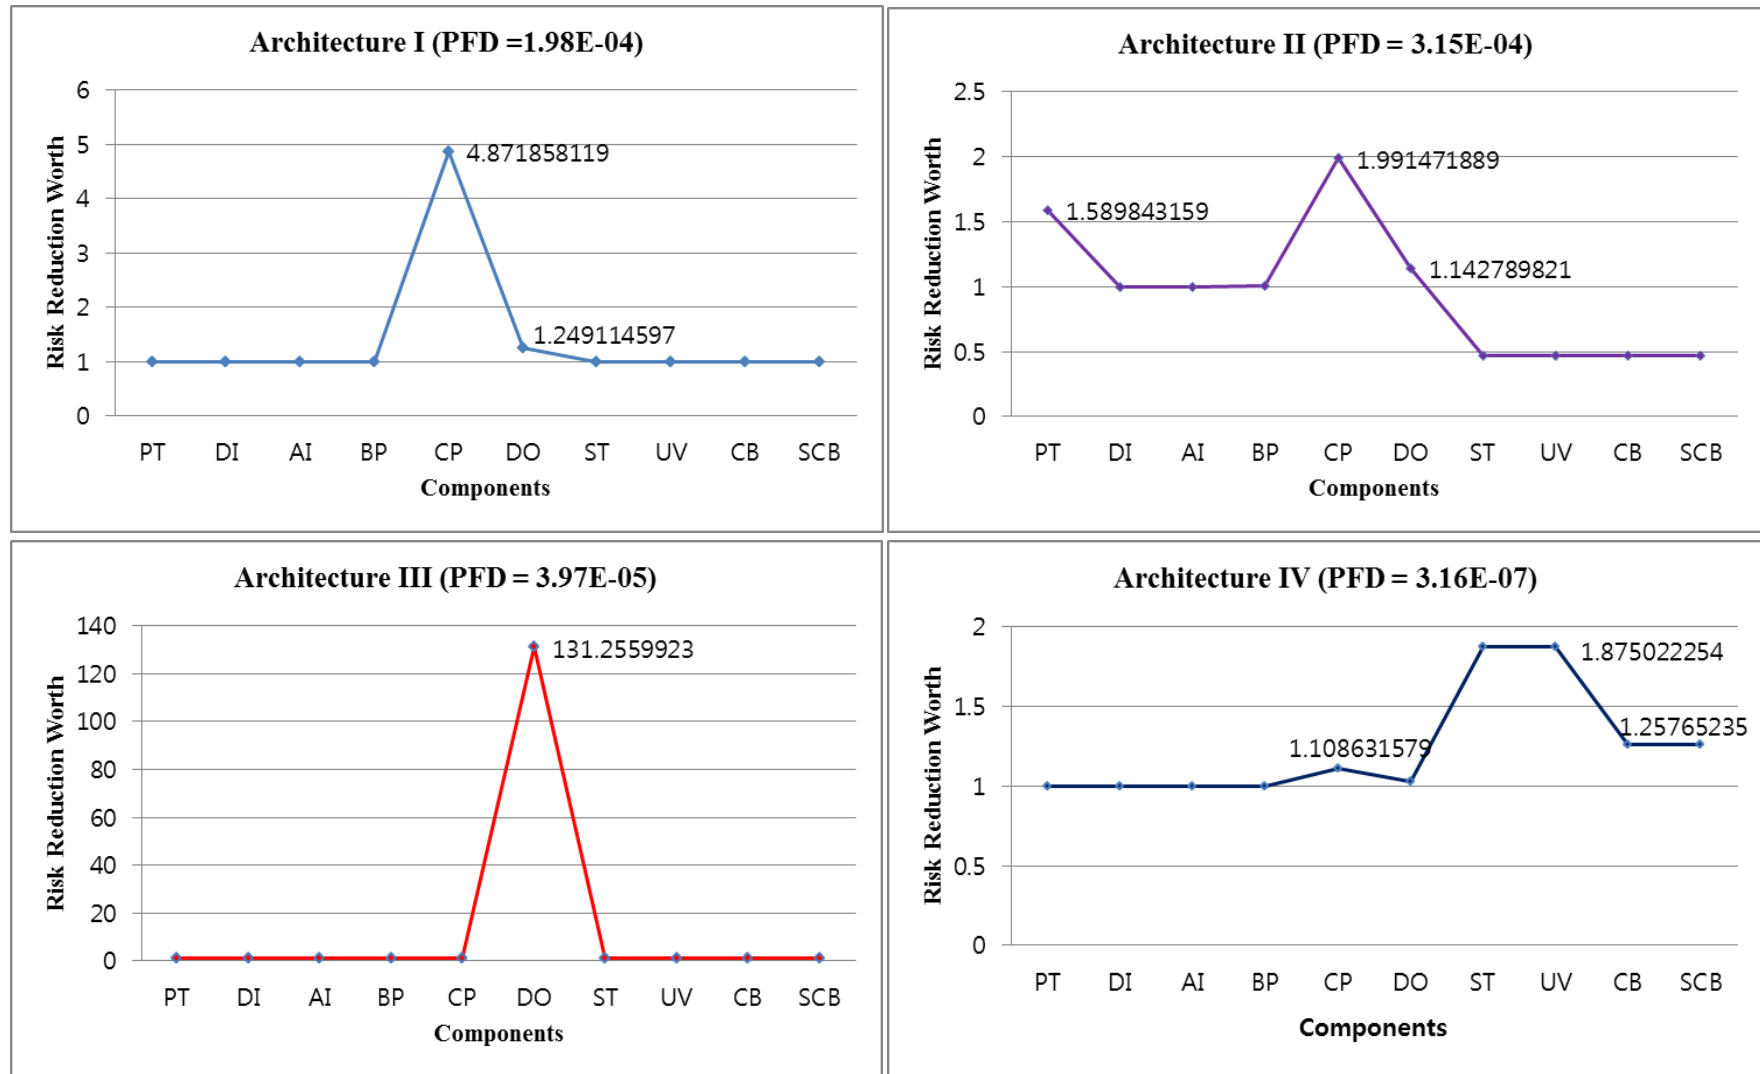 Architecture I (PFD =1.98E-04)
6
5
4
3
2
1
0
Risk Reduction Worth
4.871858119
1.249114597
PT DI AI BP CP DO ST UV CB SCB
Components
Architecture II (PFD = 3.15E-04)
2.5
2
1.5
1
0.5
0
Risk Reduction Worth
1.589843159
1.991471889
1.142789821
PT DI AI BP CP DO ST UV CB SCB
Components
Architecture III (PFD = 3.97E-05)
140
120
100
80
60
40
20
0
Risk Reduction Worth
131.2559923
PT DI AI BP CP DO ST UV CB SCB
Components
Architecture IV (PFD = 3.16E-07)
2
1.5
1
0.5
0
Risk Reduction Worth
1.875022254
1.25765235
1.108631579
PT DI AI BP CP DO ST UV CB SCB
Components